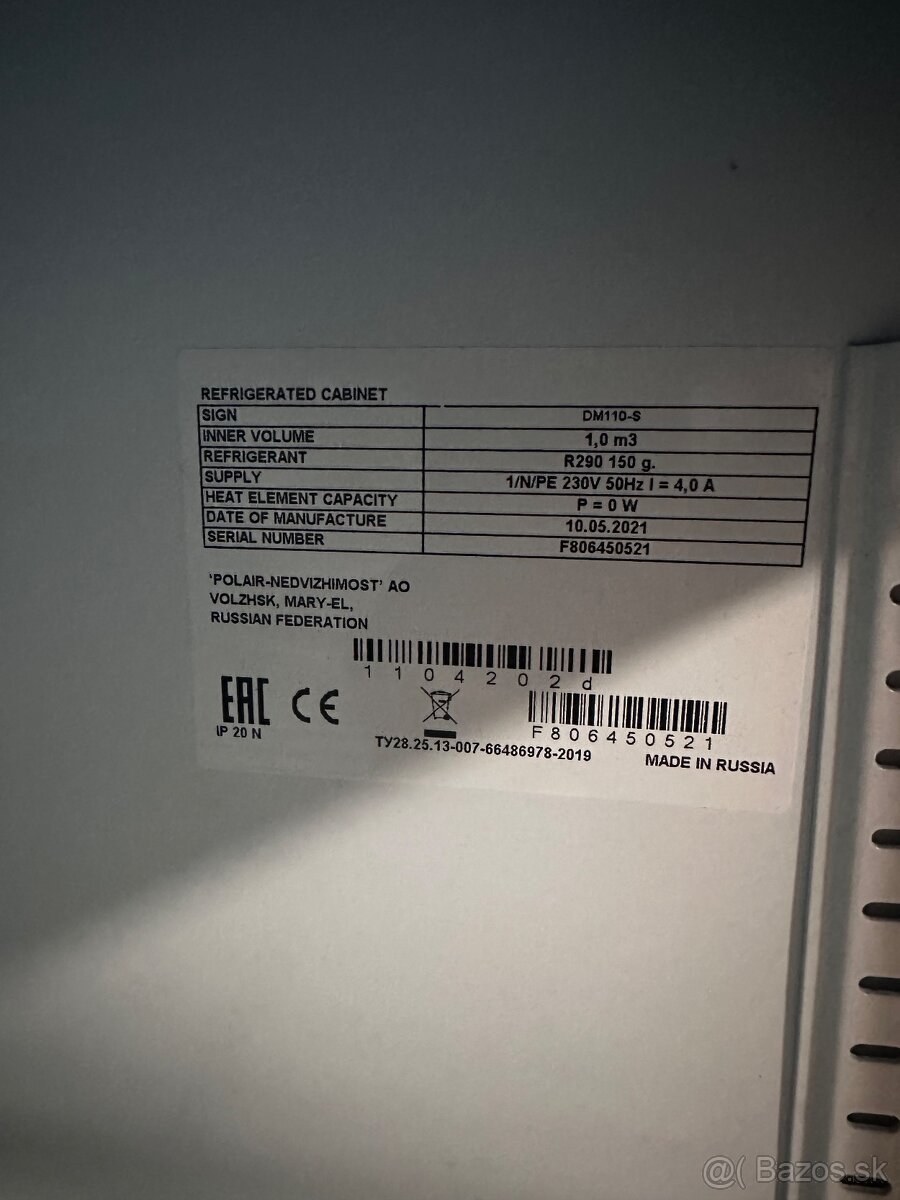 REFRIGERATED CABINET
SIGN DM110-S
INNER VOLUME 1,0 m3
REFRIGERANT R290 150 g.
SUPPLY 1/N/PE 230V 50Hz I = 4,0 A
HEAT ELEMENT CAPACITY P = 0 W
DATE OF MANUFACTURE 10.05.2021
SERIAL NUMBER F806450521
'POLAIR-NEDVIZHIMOST' AO
VOLZHSK, MARY-EL,
RUSSIAN FEDERATION
1104202d
EAC CE
F806450521
IP 20 N
ТУ28.25.13-007-66486978-2019
MADE IN RUSSIA
@( Bazos.sk